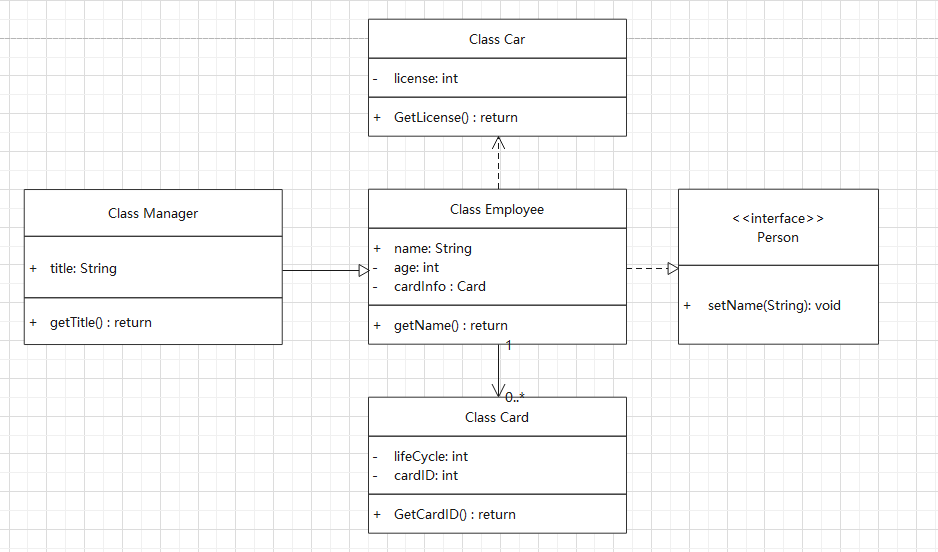 Class Car
- license: int
+ GetLicense() : return
Class Manager
+ title: String
+ getTitle() : return
Class Employee
+ name: String
- age: int
- cardInfo : Card
+ getName() : return
<<interface>>
Person
+ setName(String): void
1
0..*
Class Card
- lifeCycle: int
- cardID: int
+ GetCardID() : return